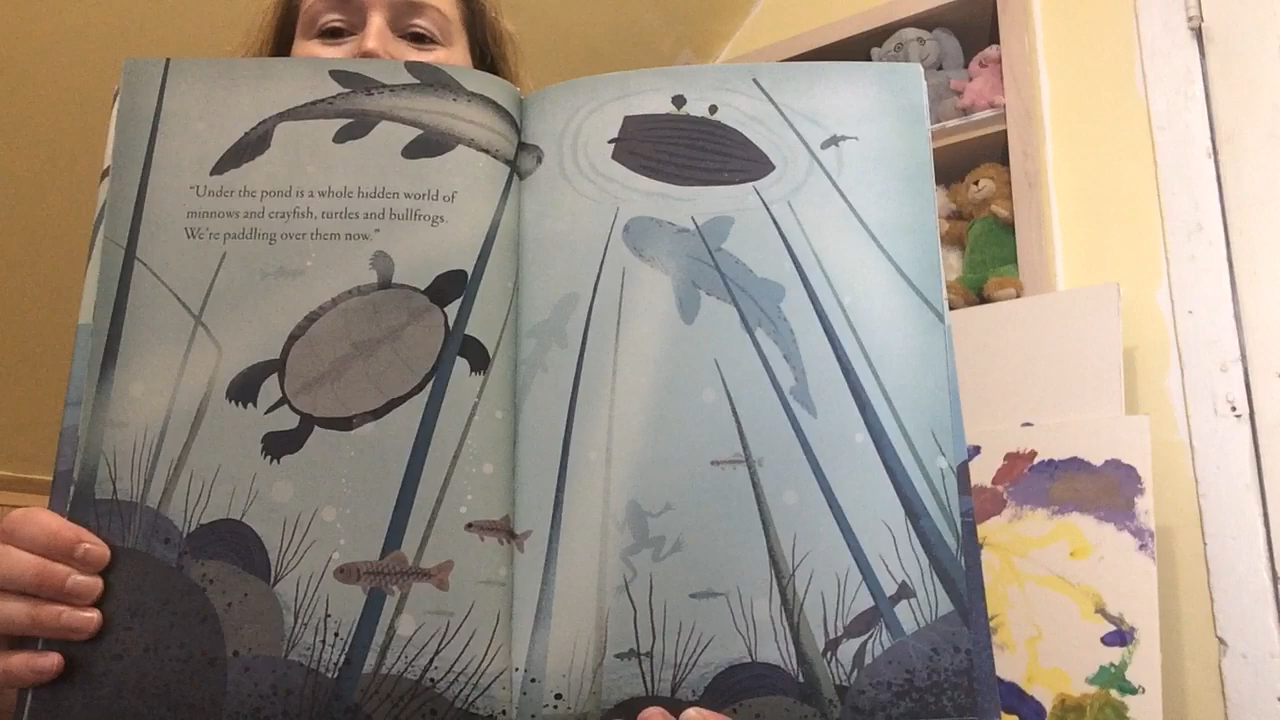 “Under the pond is a whole hidden world of
minnows and crayfish, turtles and bullfrogs.
We’re paddling over them now.”